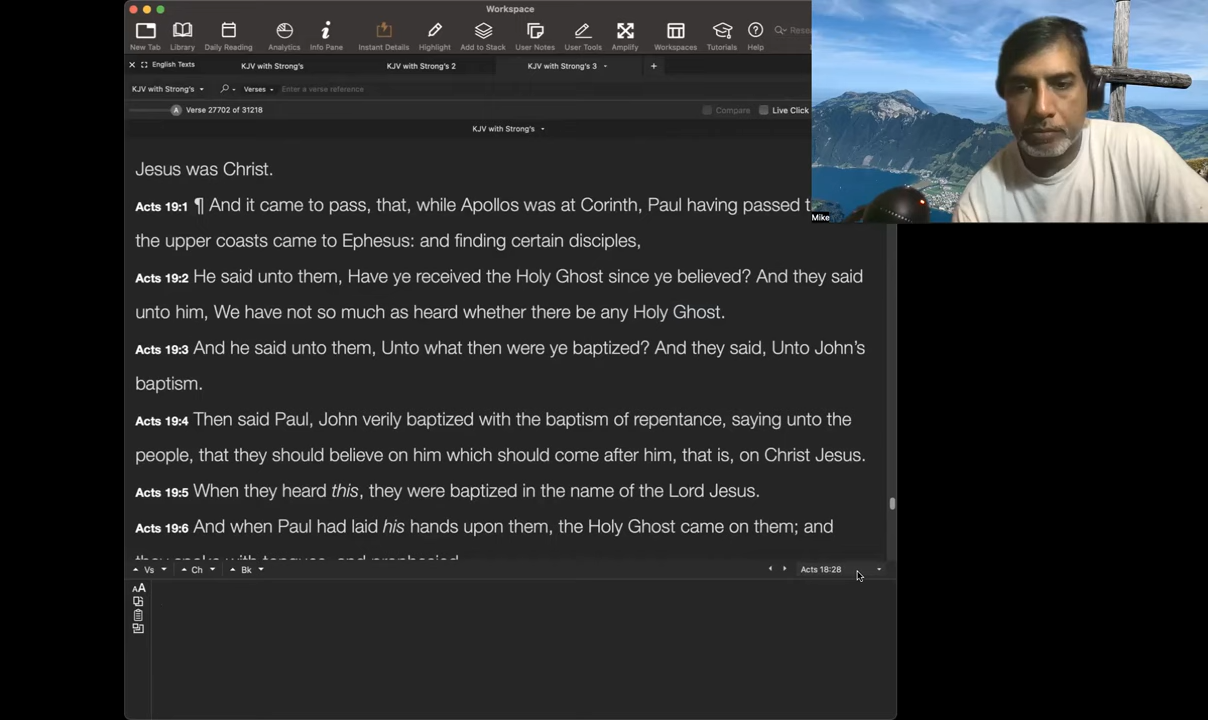 Workspace
New Tab Library Daily Reading Analytics Info Pane Instant Details Highlight Add to Stack User Notes User Tools Amplify Workspaces Tutorials Help
English Texts KJV with Strong's KJV with Strong's 2 KJV with Strong's 3
KJV with Strong's Verses Enter a verse reference
A Verse 27702 of 31218 Compare Live Click
KJV with Strong's
Jesus was Christ.
Acts 19:1 ¶ And it came to pass, that, while Apollos was at Corinth, Paul having passed
the upper coasts came to Ephesus: and finding certain disciples,
Acts 19:2 He said unto them, Have ye received the Holy Ghost since ye believed? And they said
unto him, We have not so much as heard whether there be any Holy Ghost.
Acts 19:3 And he said unto them, Unto what then were ye baptized? And they said, Unto John’s
baptism.
Acts 19:4 Then said Paul, John verily baptized with the baptism of repentance, saying unto the
people, that they should believe on him which should come after him, that is, on Christ Jesus.
Acts 19:5 When they heard this, they were baptized in the name of the Lord Jesus.
Acts 19:6 And when Paul had laid his hands upon them, the Holy Ghost came on them; and
they spake with tongues, and prophesied.
Vs Ch Bk Acts 18:28
AA
Mike